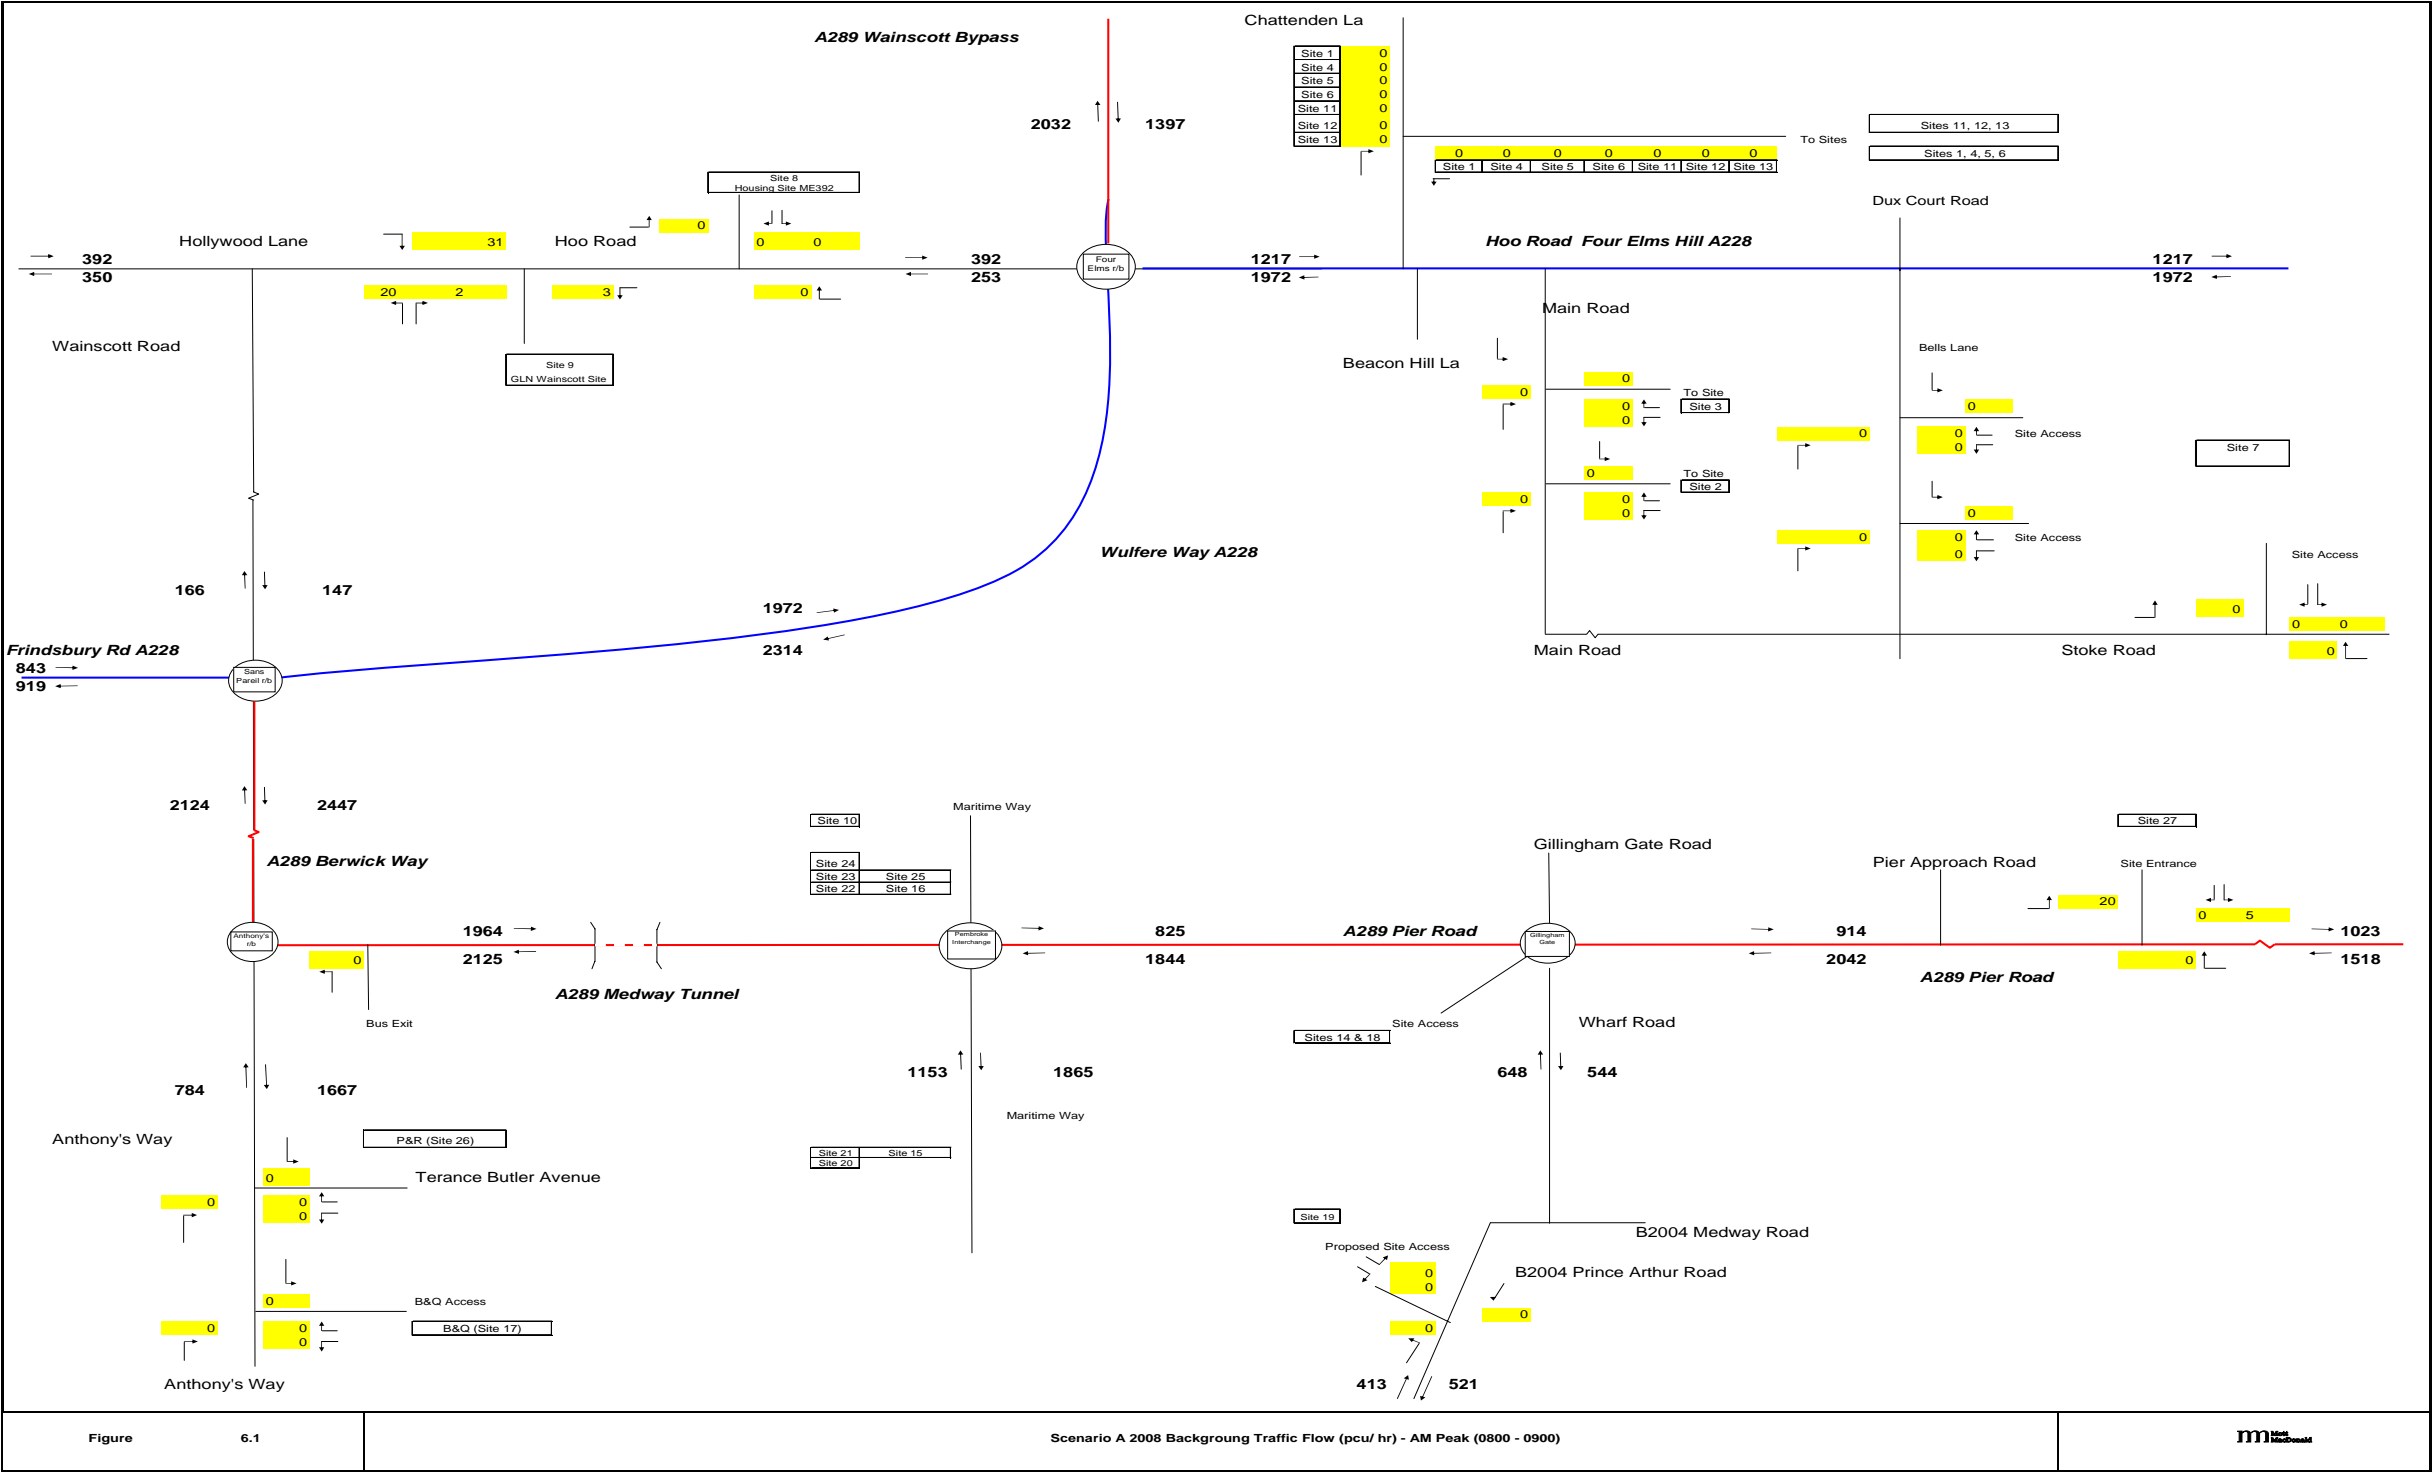 Chattenden La
A289 Wainscott Bypass
Site 1 0
Site 4 0
Site 5 0
Site 6 0
Site 11 0
Site 12 0
Site 13 0
2032 1397
Sites 11, 12, 13
To Sites
0 0 0 0 0 0 0
Sites 1, 4, 5, 6
Site 1 Site 4 Site 5 Site 6 Site 11 Site 12 Site 13
Site 8
Housing Site ME392
Dux Court Road
0
Hollywood Lane
31
Hoo Road
0 0
Hoo Road Four Elms Hill A228
392
350
392
253
Four
Elms r/b
1217
1972
1217
1972
20 2
3
0
Main Road
Wainscott Road
Site 9
GLN Wainscott Site
Beacon Hill La
Bells Lane
0
0
To Site
Site 3
0
0
0
0
Site Access
0
0
Site 7
0
To Site
Site 2
0
0
0
0
0
Site Access
0
0
Wulfere Way A228
Site Access
166 147
1972
2314
0
0 0
0
Frindsbury Rd A228
843
919
Sans
Pareil r/b
Main Road
Stoke Road
2124 2447
Maritime Way
Site 10
Site 27
A289 Berwick Way
Gillingham Gate Road
Site 24
Site 23 Site 25
Site 22 Site 16
Pier Approach Road
Site Entrance
20
0 5
Anthony's
r/b
1964
2125
0
Pembroke
Interchange
825
1844
A289 Pier Road
Gillingham
Gate
914
2042
0
1023
1518
A289 Pier Road
A289 Medway Tunnel
Bus Exit
Site Access
Wharf Road
Sites 14 & 18
784 1667
1153 1865
648 544
Maritime Way
Anthony's Way
P&R (Site 26)
Site 21 Site 15
Site 20
0
Terance Butler Avenue
0
0
0
Site 19
B2004 Medway Road
Proposed Site Access
0
0
B2004 Prince Arthur Road
0
B&Q Access
0
0
0
0
B&Q (Site 17)
0
Anthony's Way
413 521
Figure 6.1
Scenario A 2008 Backgroung Traffic Flow (pcu/ hr) - AM Peak (0800 - 0900)
Mott
MacDonald